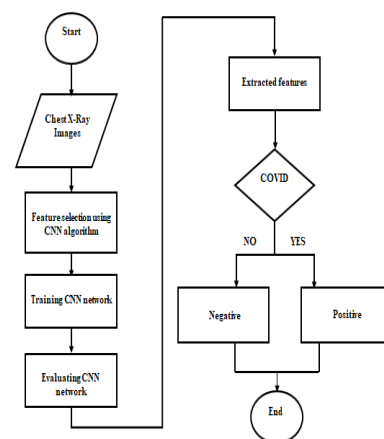 Start
Chest X-Ray
Images
Feature selection using
CNN algorithm
Training CNN network
Evaluating CNN
network
Extracted features
COVID
NO YES
Negative
Positive
End